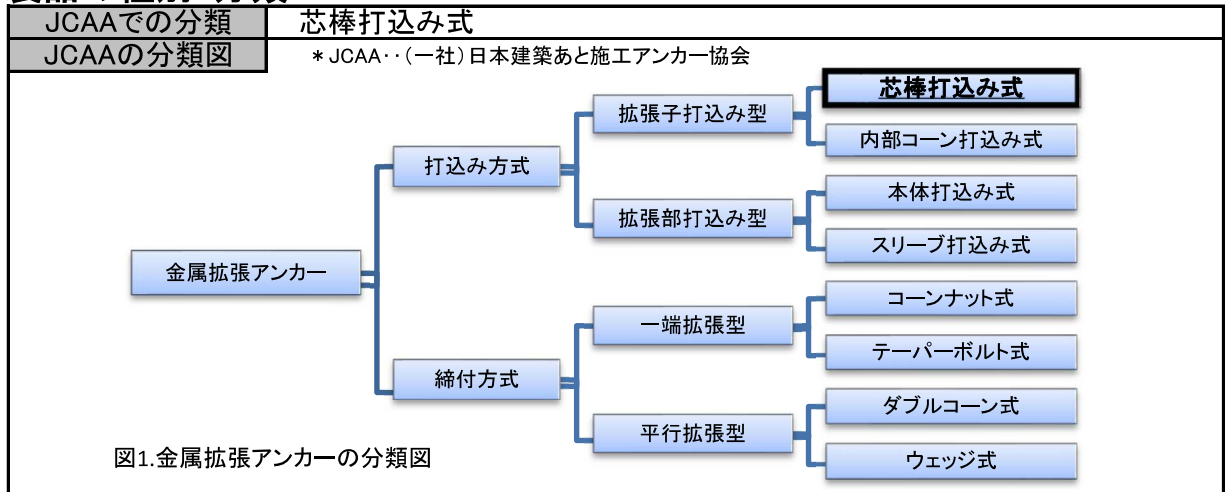 JCAAでの分類 芯棒打込み式
JCAAの分類図 *JCAA‥(一社)日本建築あと施工アンカー協会
芯棒打込み式
拡張子打込み型
内部コーン打込み式
打込み方式
本体打込み式
拡張部打込み型
スリーブ打込み式
金属拡張アンカー
コーンナット式
一端拡張型
テーパーボルト式
締付方式
ダブルコーン式
平行拡張型
ウェッジ式
図1.金属拡張アンカーの分類図